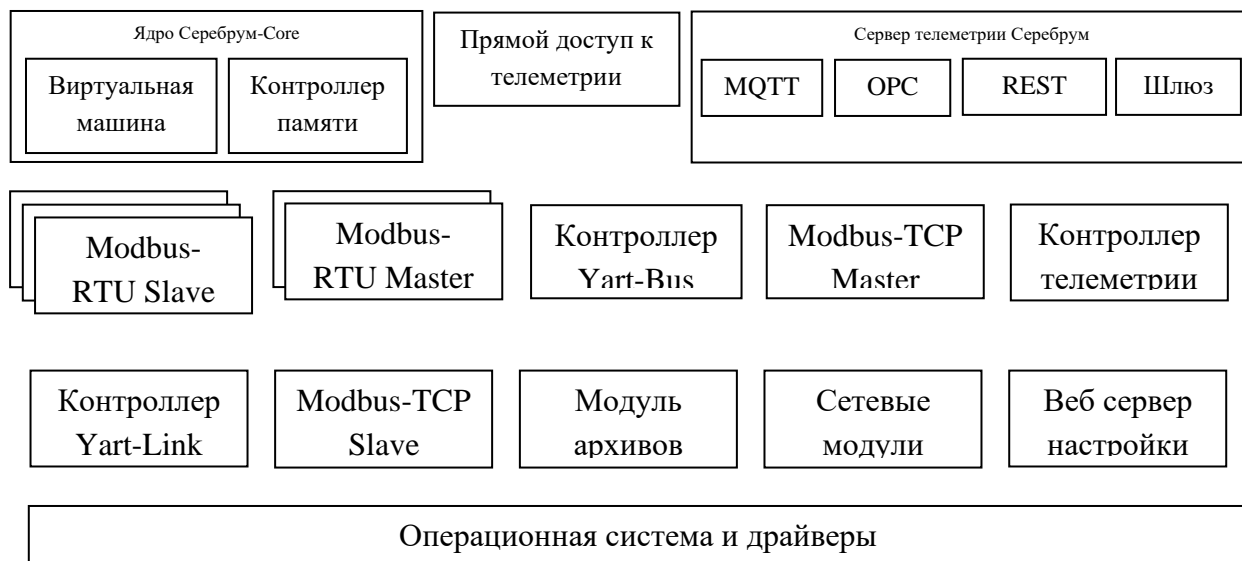 Ядро Серебрум-Core
Виртуальная
машина
Контроллер
памяти
Прямой доступ к
телеметрии
Сервер телеметрии Серебрум
MQTT
OPC
REST
Шлюз
Modbus-
RTU Slave
Modbus-
RTU Master
Контроллер
Yart-Bus
Modbus-TCP
Master
Контроллер
телеметрии
Контроллер
Yart-Link
Modbus-TCP
Slave
Модуль
архивов
Сетевые
модули
Веб сервер
настройки
Операционная система и драйверы